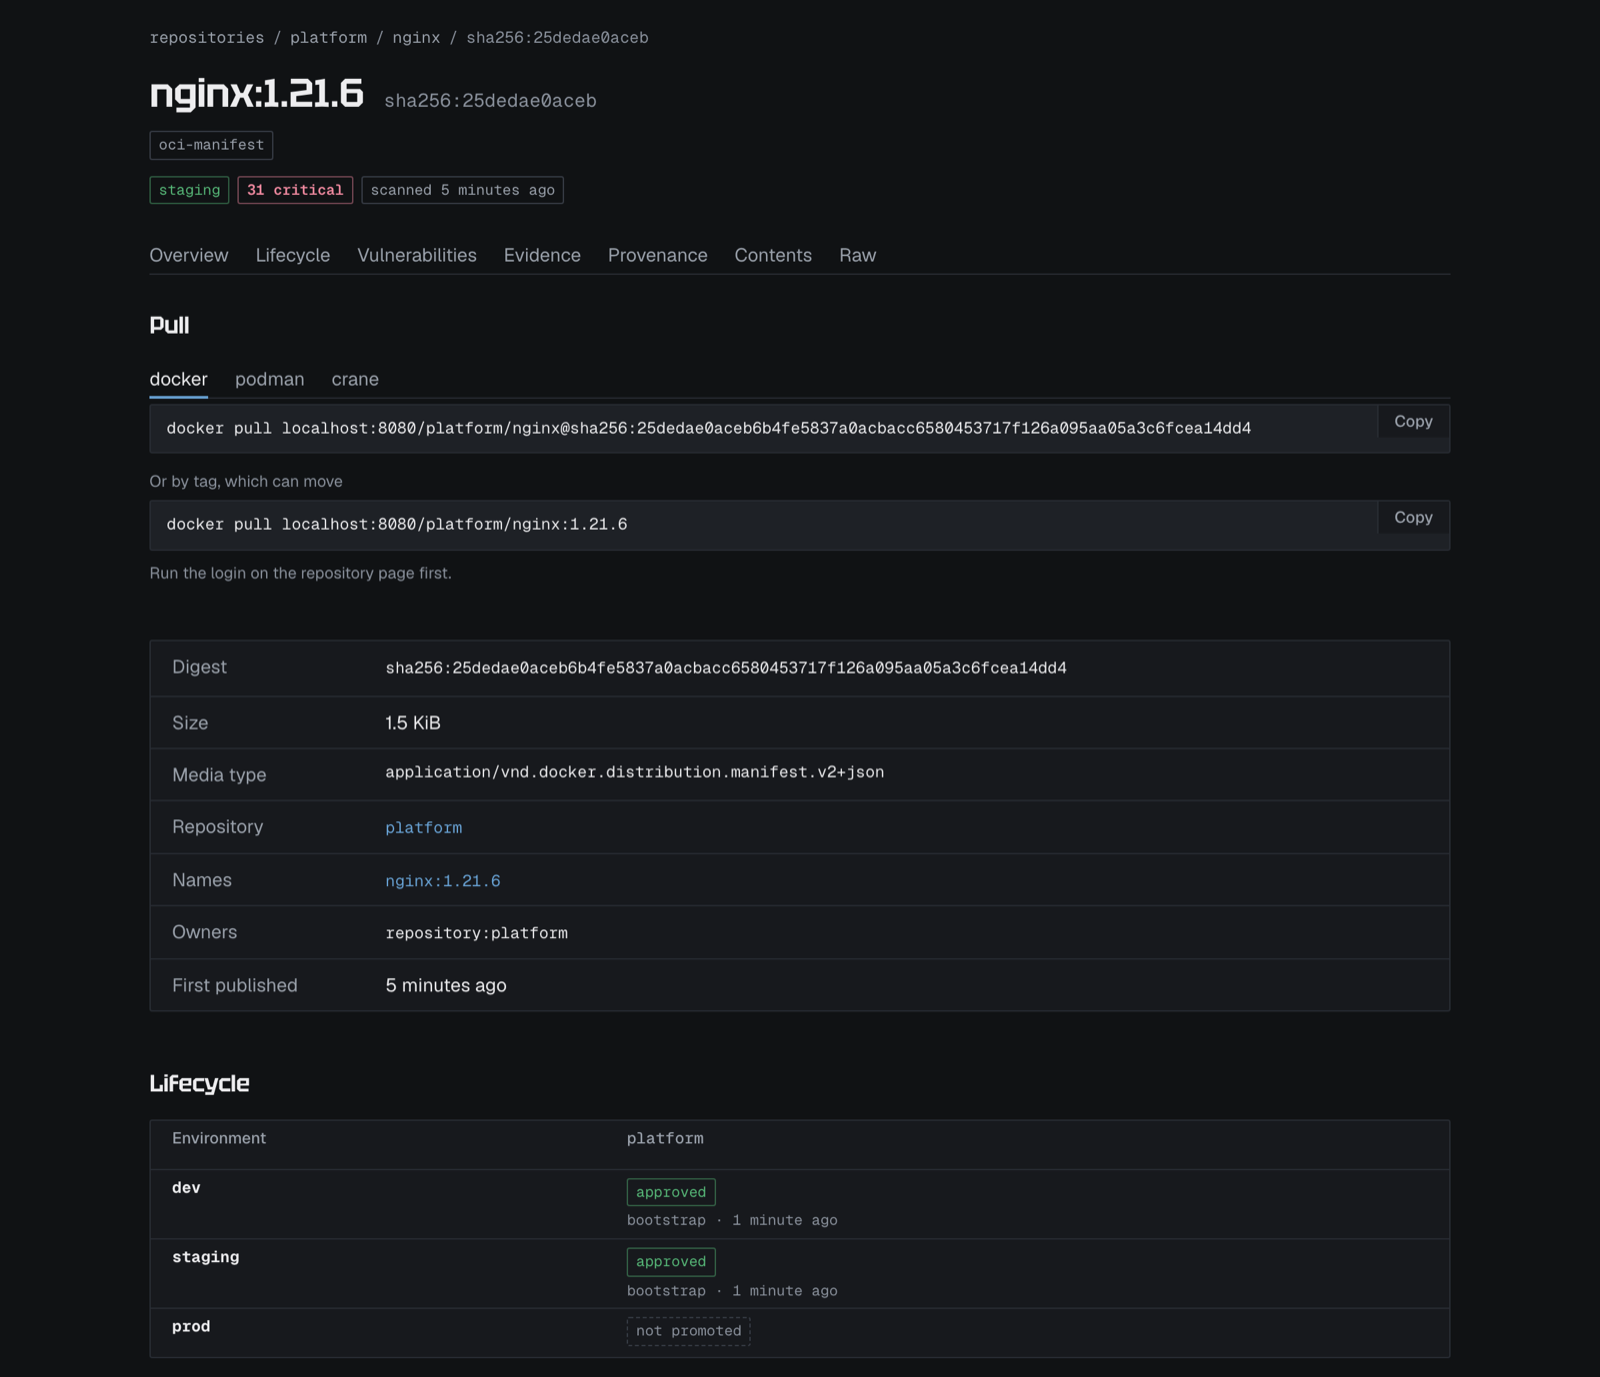 repositories / platform / nginx / sha256:25dedae0aceb
nginx:1.21.6 sha256:25dedae0aceb
oci-manifest
staging 31 critical scanned 5 minutes ago
Overview Lifecycle Vulnerabilities Evidence Provenance Contents Raw
Pull
docker podman crane
docker pull localhost:8080/platform/nginx@sha256:25dedae0aceb6b4fe5837a0acbacc6580453717f126a095aa05a3c6fcea14dd4 Copy
Or by tag, which can move
docker pull localhost:8080/platform/nginx:1.21.6 Copy
Run the login on the repository page first.
Digest sha256:25dedae0aceb6b4fe5837a0acbacc6580453717f126a095aa05a3c6fcea14dd4
Size 1.5 KiB
Media type application/vnd.docker.distribution.manifest.v2+json
Repository platform
Names nginx:1.21.6
Owners repository:platform
First published 5 minutes ago
Lifecycle
Environment platform
dev approved
bootstrap · 1 minute ago
staging approved
bootstrap · 1 minute ago
prod not promoted